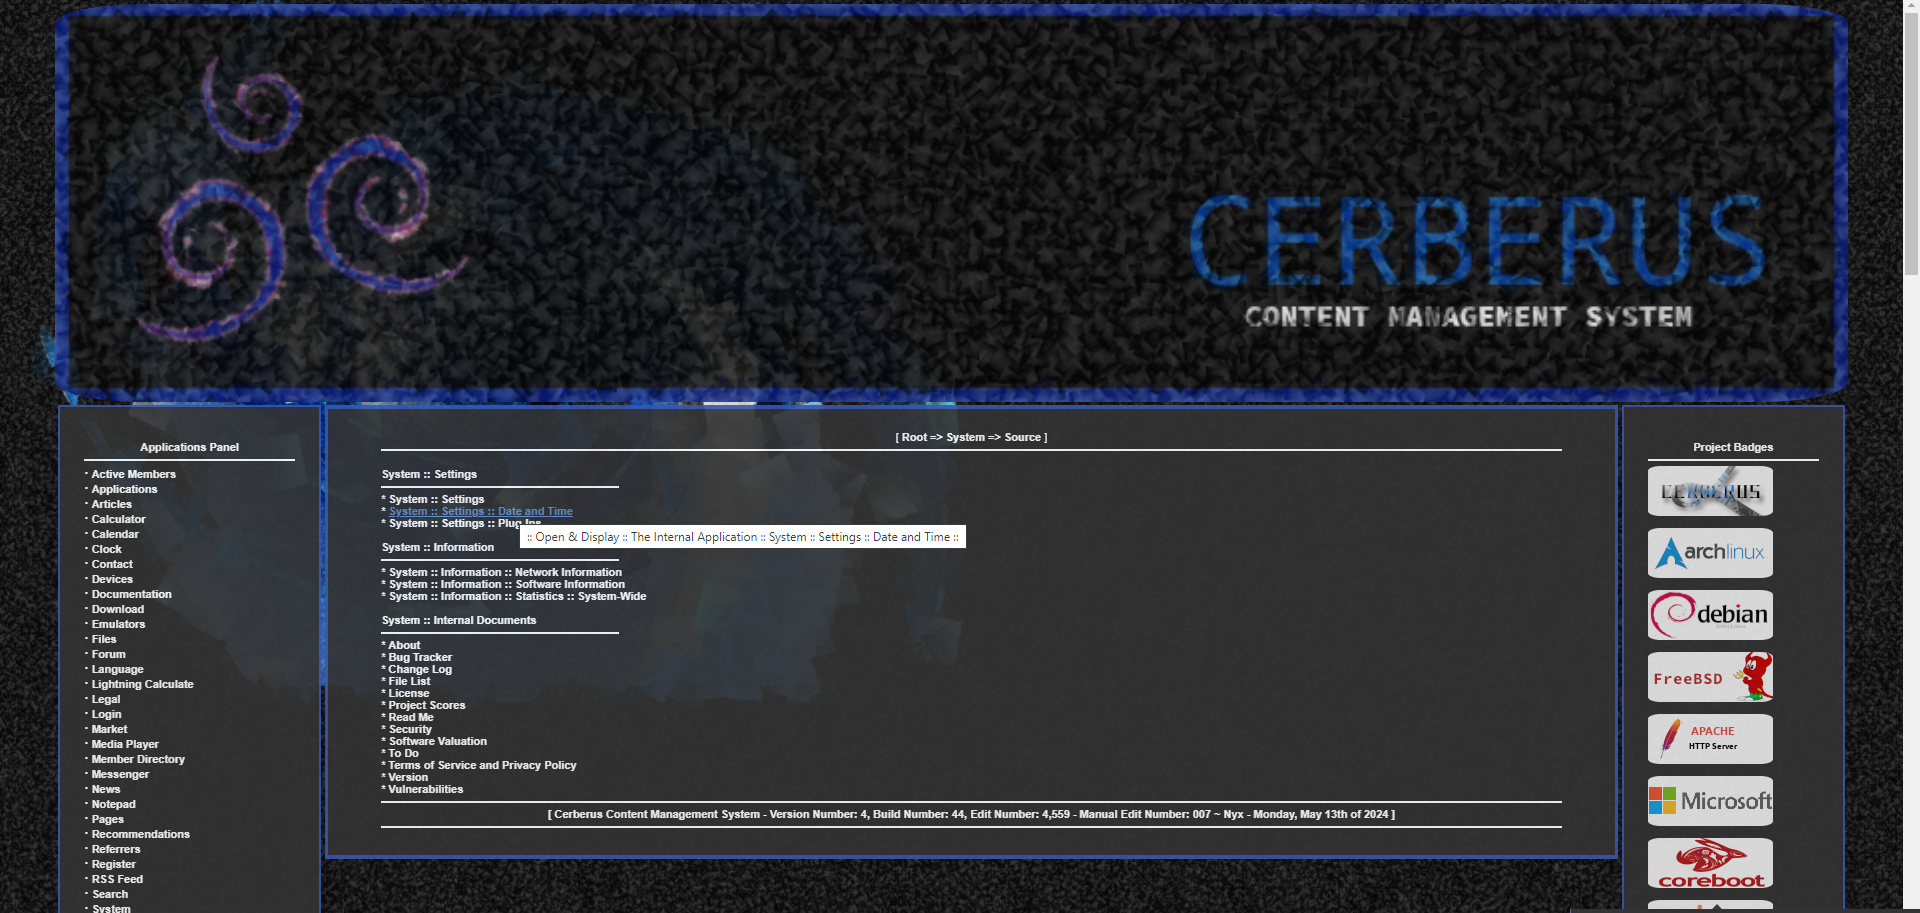 CERBERUS
CONTENT MANAGEMENT SYSTEM
Applications Panel
· Active Members
· Applications
· Articles
· Calculator
· Calendar
· Clock
· Contact
· Devices
· Documentation
· Download
· Emulators
· Files
· Forum
· Language
· Lightning Calculate
· Legal
· Login
· Market
· Media Player
· Member Directory
· Messenger
· News
· Notepad
· Pages
· Recommendations
· Referrers
· Register
· RSS Feed
· Search
· System
[ Root => System => Source ]
System :: Settings
* System :: Settings
* System :: Settings :: Date and Time
* System :: Settings :: Plug-Ins
:: Open & Display :: The Internal Application :: System :: Settings :: Date and Time ::
System :: Information
* System :: Information :: Network Information
* System :: Information :: Software Information
* System :: Information :: Statistics :: System-Wide
System :: Internal Documents
* About
* Bug Tracker
* Change Log
* File List
* License
* Project Scores
* Read Me
* Security
* Software Valuation
* To Do
* Terms of Service and Privacy Policy
* Version
* Vulnerabilities
[ Cerberus Content Management System - Version Number: 4, Build Number: 44, Edit Number: 4,559 - Manual Edit Number: 007 ~ Nyx - Monday, May 13th of 2024 ]
Project Badges
CERBERUS
archlinux
debian
FreeBSD
APACHE
HTTP Server
Microsoft
coreboot